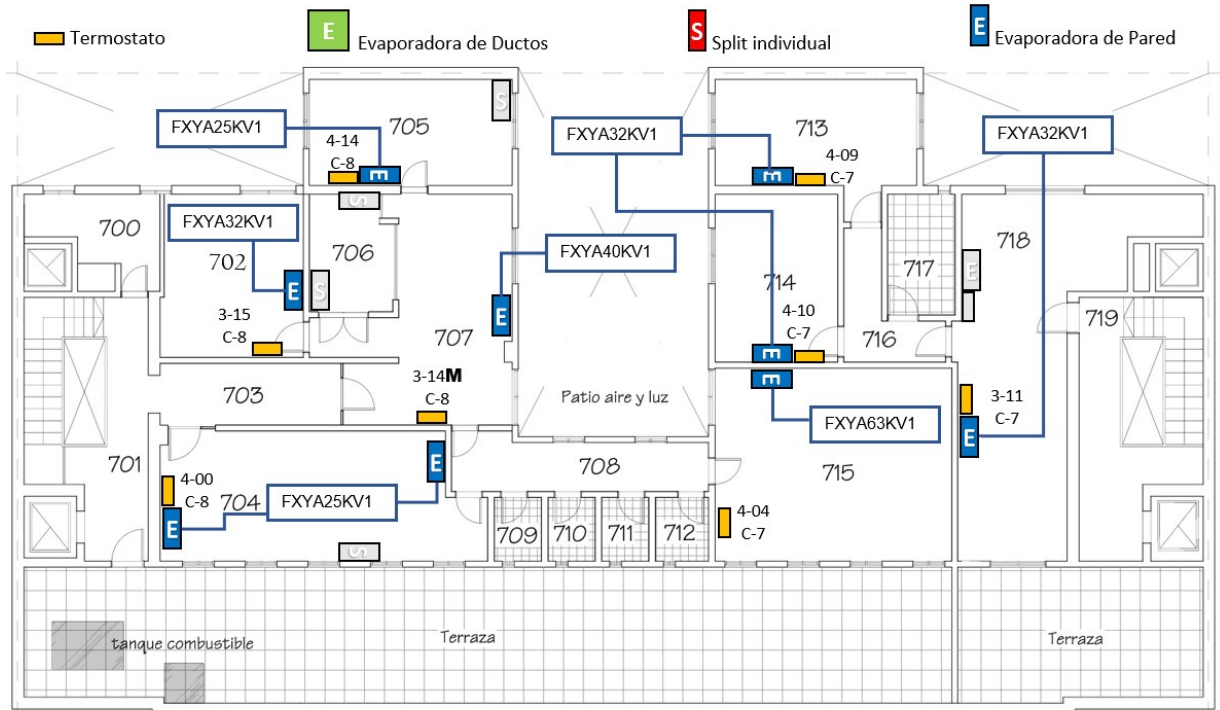 Termostato
E
Evaporadora de Ductos
S
Split individual
E
Evaporadora de Pared
FXYA25KV1
705
S
4-14
C-8
E
FXYA32KV1
713
4-09
C-7
E
FXYA32KV1
700
FXYA32KV1
702
E
3-15
C-8
S
706
S
FXYA40KV1
E
707
3-14M
C-8
714
4-10
C-7
E
717
716
718
E
719
703
Patio aire y luz
E
FXYA63KV1
715
3-11
C-7
E
701
4-00
C-8
704
E
FXYA25KV1
E
S
708
709
710
711
712
4-04
C-7
tanque combustible
Terraza
Terraza